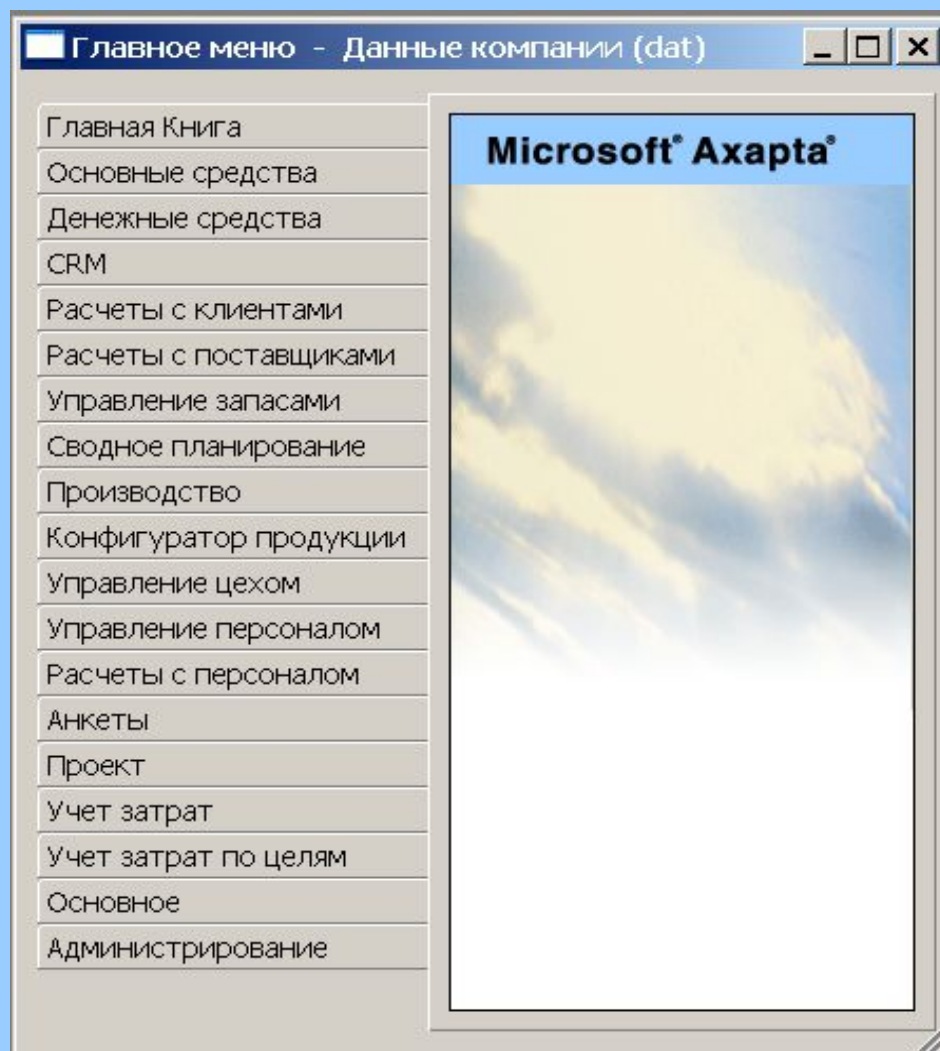 Главное меню - Данные компании (dat)
Главная Книга
Основные средства
Денежные средства
CRM
Расчеты с клиентами
Расчеты с поставщиками
Управление запасами
Сводное планирование
Производство
Конфигуратор продукции
Управление цехом
Управление персоналом
Расчеты с персоналом
Анкеты
Проект
Учет затрат
Учет затрат по целям
Основное
Администрирование
Microsoft® Axapta®